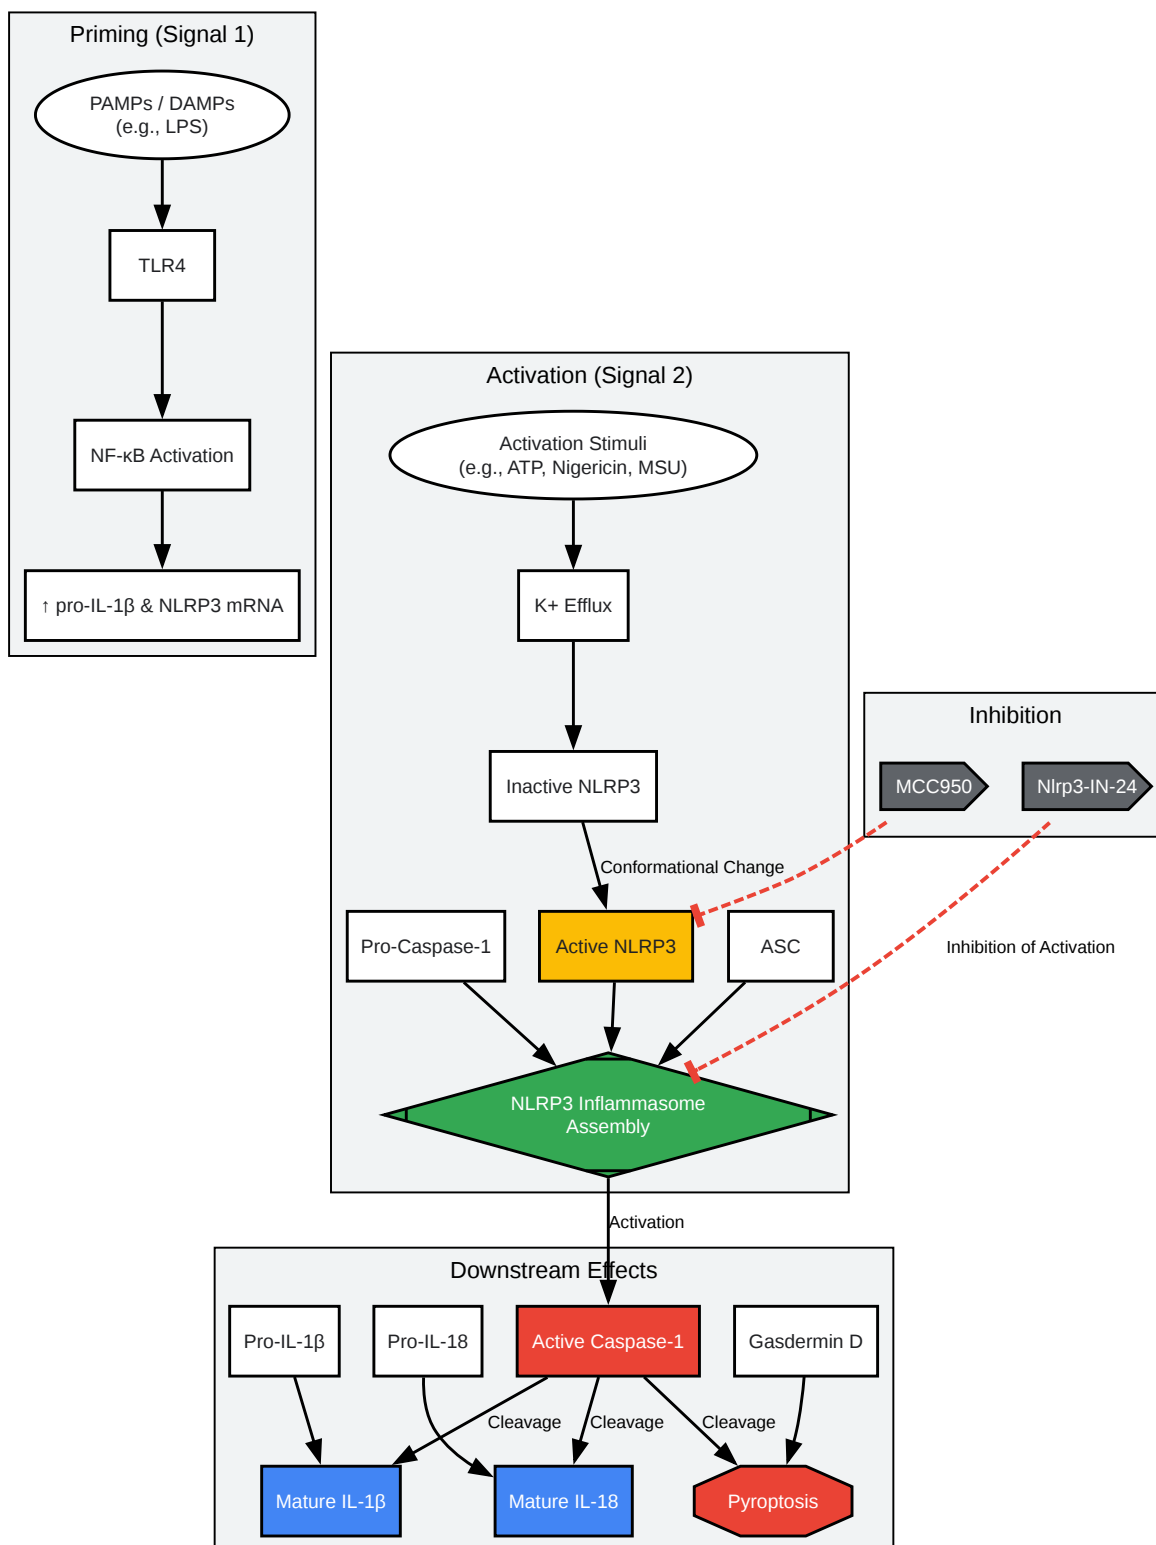 Priming (Signal 1)
PAMPs / DAMPs
(e.g., LPS)
TLR4
NF-κB Activation
↑ pro-IL-1β & NLRP3 mRNA
Activation (Signal 2)
Activation Stimuli
(e.g., ATP, Nigericin, MSU)
K+ Efflux
Inactive NLRP3
Conformational Change
Pro-Caspase-1
Active NLRP3
ASC
NLRP3 Inflammasome
Assembly
Inhibition
MCC950
Nlrp3-IN-24
Inhibition of Activation
Activation
Downstream Effects
Pro-IL-1β
Pro-IL-18
Active Caspase-1
Gasdermin D
Cleavage
Cleavage
Cleavage
Mature IL-1β
Mature IL-18
Pyroptosis